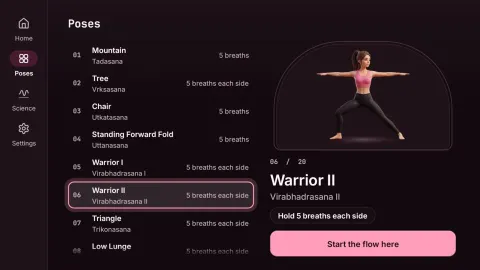 Home
Poses
Science
Settings
Poses
01 Mountain 5 breaths
Tadasana
02 Tree 5 breaths each side
Vrksasana
03 Chair 5 breaths
Utkatasana
04 Standing Forward Fold 5 breaths
Uttanasana
05 Warrior I 5 breaths each side
Virabhadrasana I
06 Warrior II 5 breaths each side
Virabhadrasana II
07 Triangle 5 breaths each side
Trikonasana
08 Low Lunge 5 breaths each side
06 / 20
Warrior II
Virabhadrasana II
Hold 5 breaths each side
Start the flow here